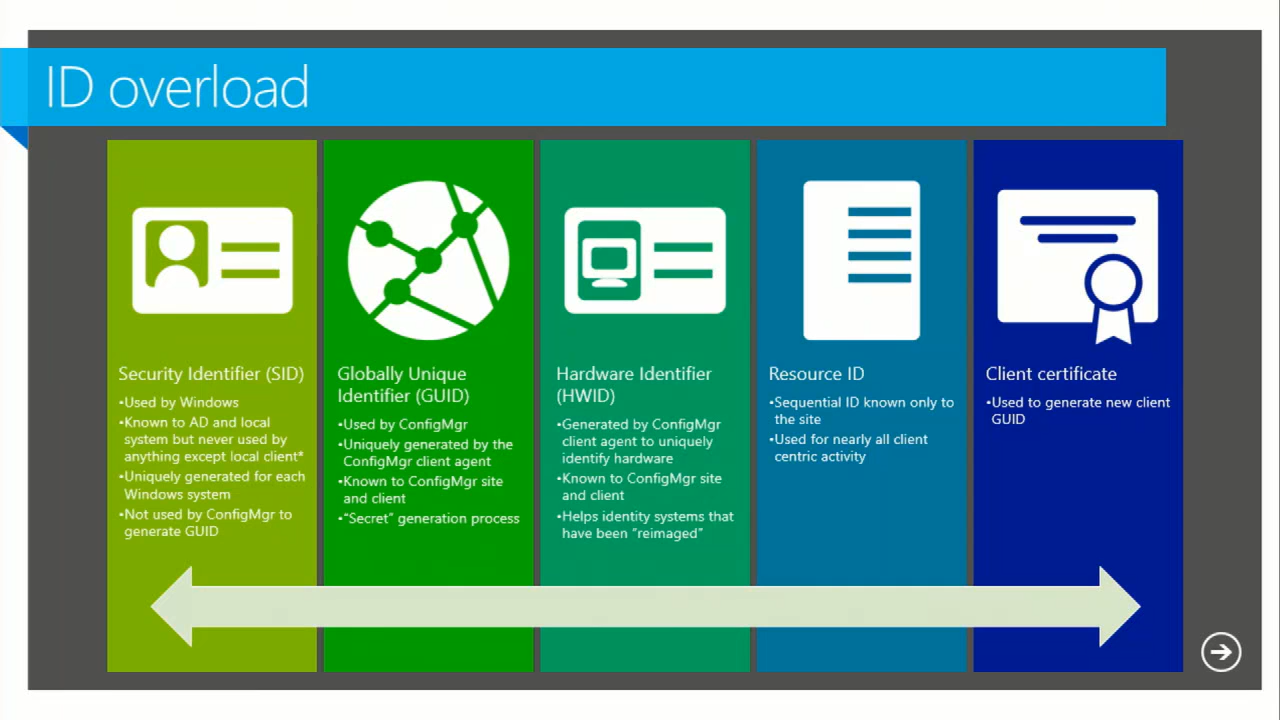 ID overload
Security Identifier (SID)
•Used by Windows
•Known to AD and local
system but never used by
anything except local client*
•Uniquely generated for each
Windows system
•Not used by ConfigMgr to
generate GUID
Globally Unique
Identifier (GUID)
•Used by ConfigMgr
•Uniquely generated by the
ConfigMgr client agent
•Known to ConfigMgr site
and client
•“Secret” generation process
Hardware Identifier
(HWID)
•Generated by ConfigMgr
client agent to uniquely
identify hardware
•Known to ConfigMgr site
and client
•Helps identity systems that
have been “reimaged”
Resource ID
•Sequential ID known only to
the site
•Used for nearly all client
centric activity
Client certificate
•Used to generate new client
GUID